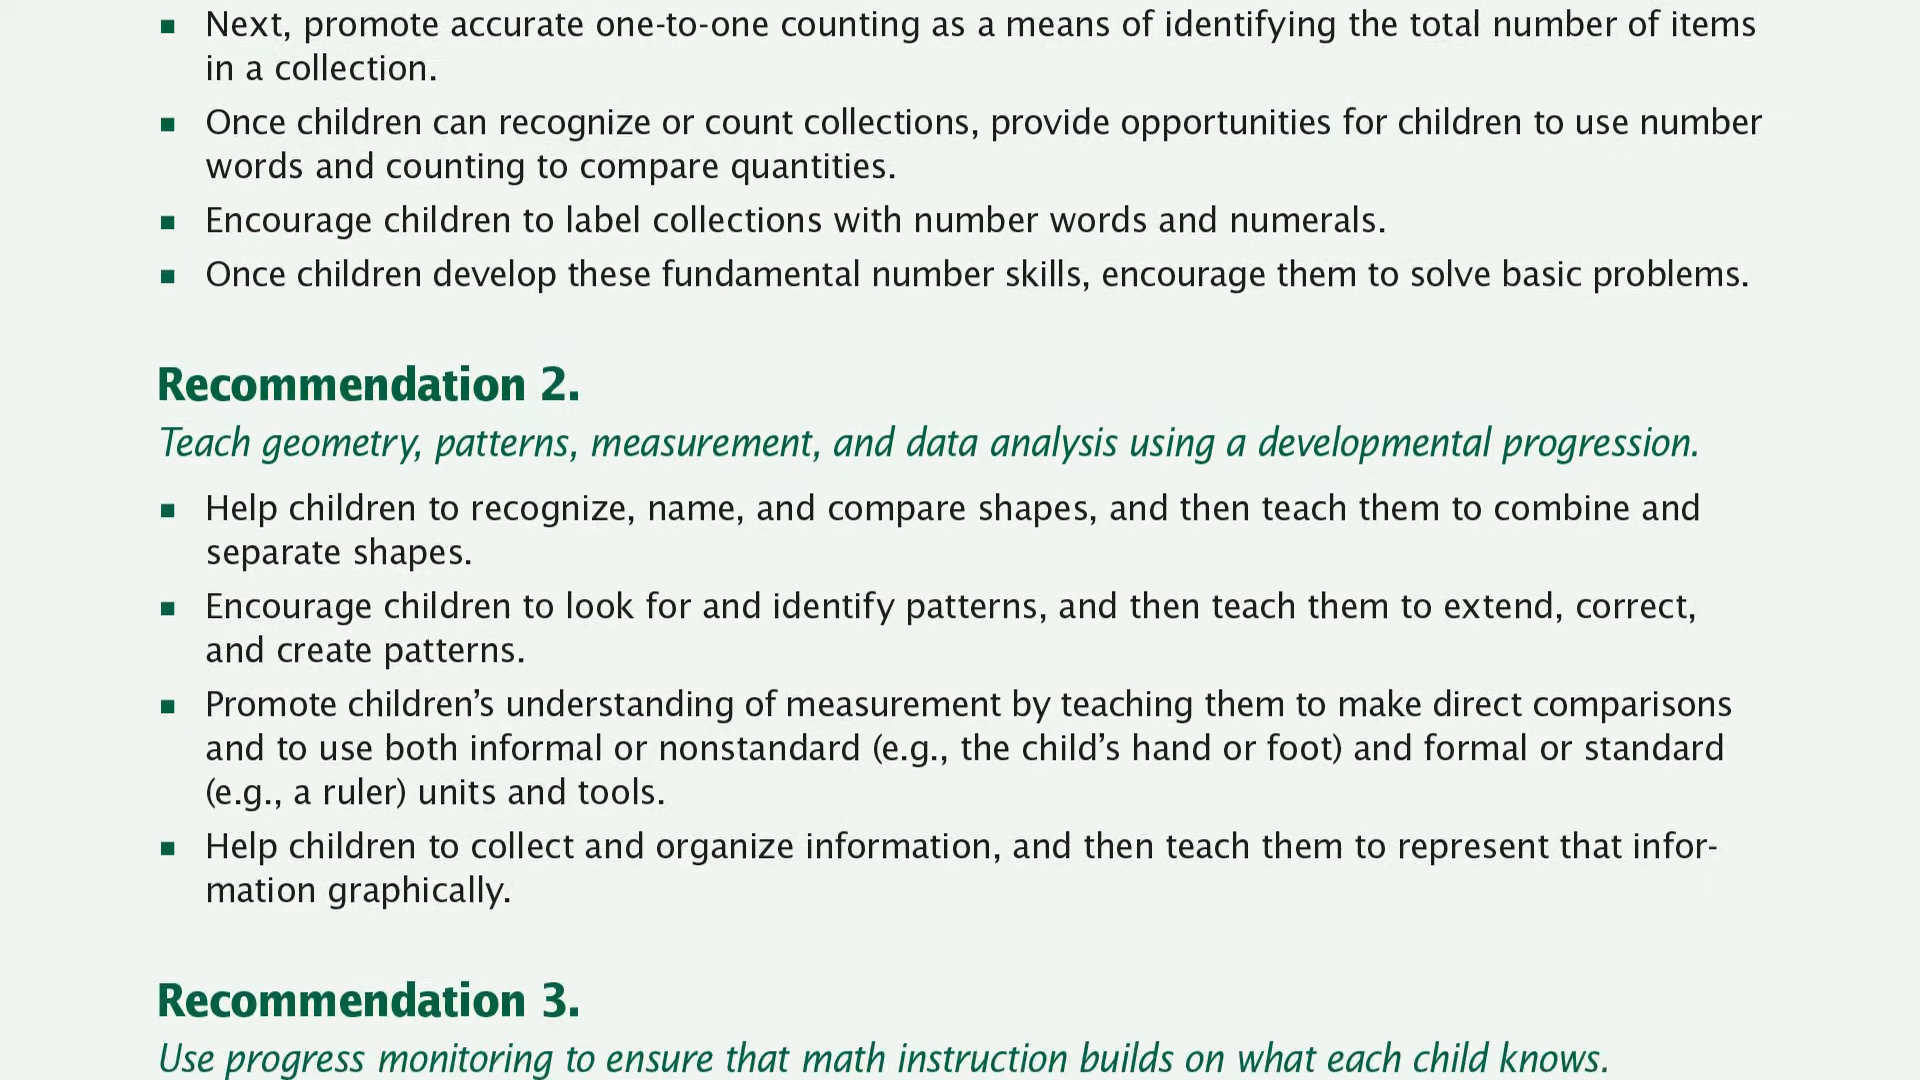 ▪ Next, promote accurate one-to-one counting as a means of identifying the total number of items
in a collection.
▪ Once children can recognize or count collections, provide opportunities for children to use number
words and counting to compare quantities.
▪ Encourage children to label collections with number words and numerals.
▪ Once children develop these fundamental number skills, encourage them to solve basic problems.
Recommendation 2.
Teach geometry, patterns, measurement, and data analysis using a developmental progression.
▪ Help children to recognize, name, and compare shapes, and then teach them to combine and
separate shapes.
▪ Encourage children to look for and identify patterns, and then teach them to extend, correct,
and create patterns.
▪ Promote children’s understanding of measurement by teaching them to make direct comparisons
and to use both informal or nonstandard (e.g., the child’s hand or foot) and formal or standard
(e.g., a ruler) units and tools.
▪ Help children to collect and organize information, and then teach them to represent that infor-
mation graphically.
Recommendation 3.
Use progress monitoring to ensure that math instruction builds on what each child knows.